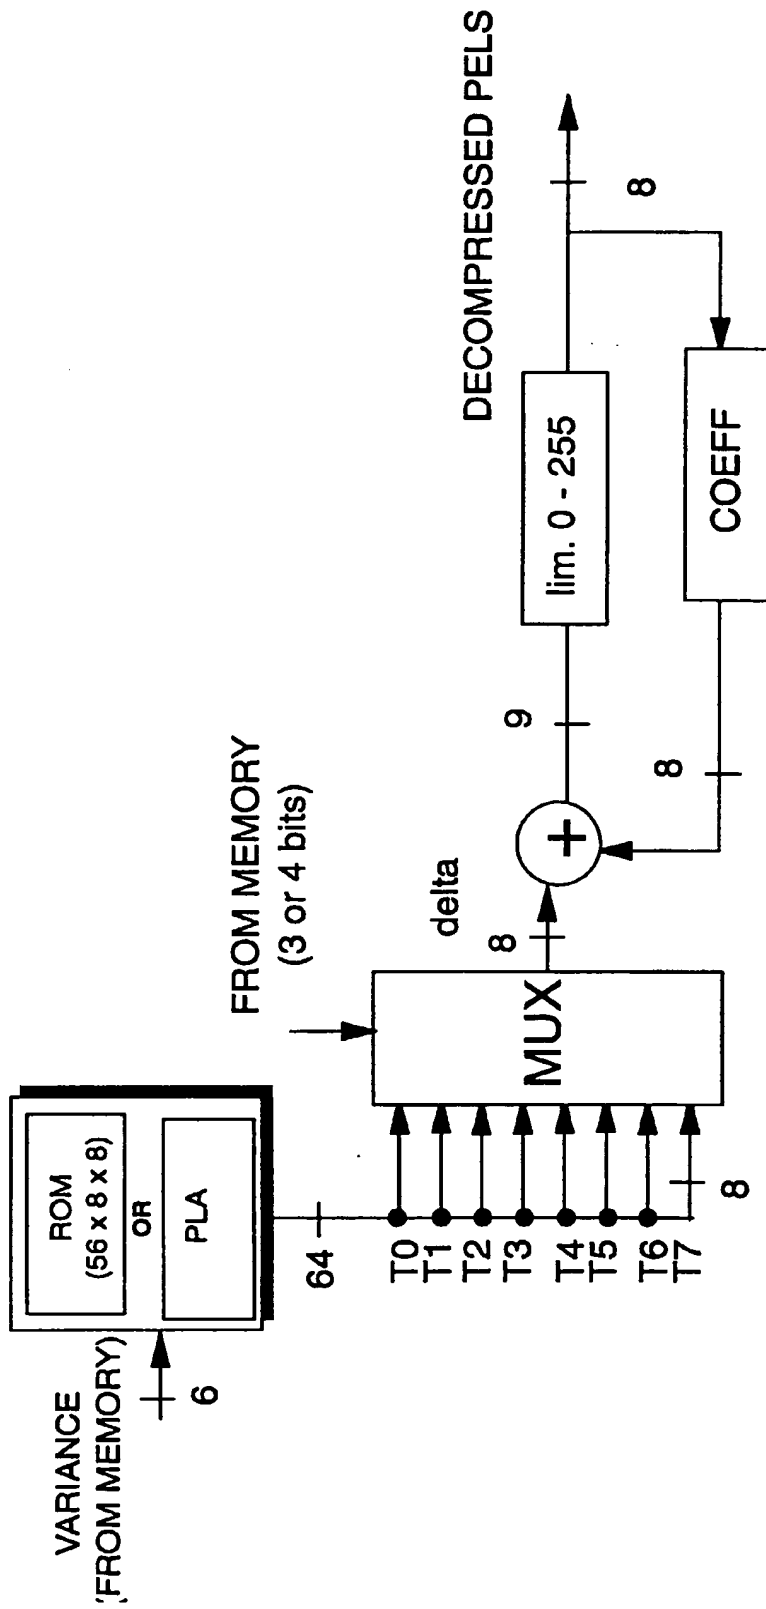 VARIANCE
(FROM MEMORY)
6
ROM
(56 x 8 x 8)
OR
PLA
64
T0
T1
T2
T3
T4
T5
T6
T7
8
FROM MEMORY
(3 or 4 bits)
MUX
delta
8
9
8
lim. 0 - 255
COEFF
DECOMPRESSED PELS
8